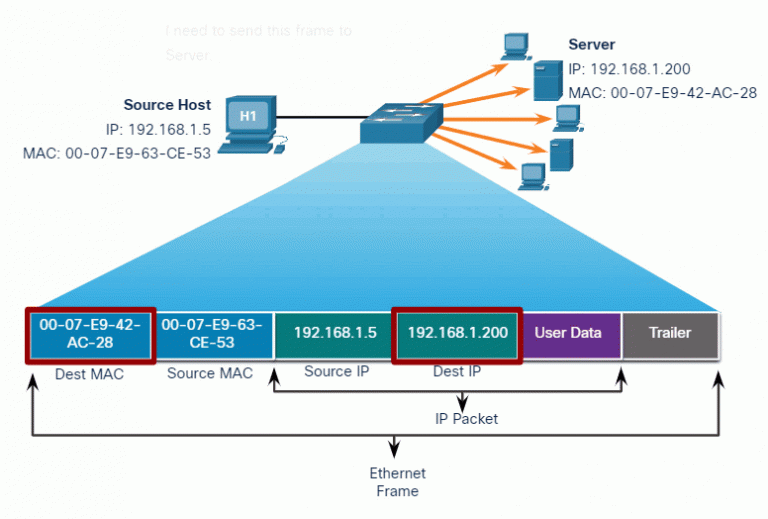 I need to send this frame to
Server
Server
IP: 192.168.1.200
MAC: 00-07-E9-42-AC-28
Source Host
IP: 192.168.1.5
MAC: 00-07-E9-63-CE-53
H1
00-07-E9-42-
AC-28
00-07-E9-63-
CE-53
192.168.1.5
192.168.1.200
User Data
Trailer
Dest MAC
Source MAC
Source IP
Dest IP
IP Packet
Ethernet
Frame